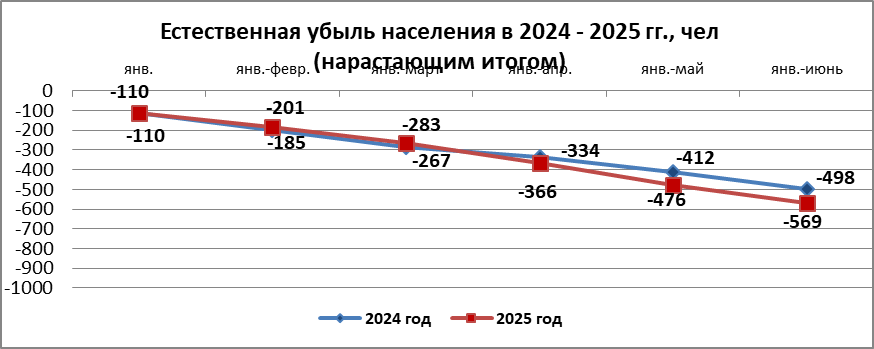 Естественная убыль населения в 2024 - 2025 гг., чел
(нарастающим итогом)
янв. янв.-февр. янв.-март янв.-апр. янв.-май янв.-июнь
0
-100
-200
-300
-400
-500
-600
-700
-800
-900
-1000
-110 -201 -283 -334 -412 -498
-110 -185 -267 -366 -476 -569
2024 год 2025 год